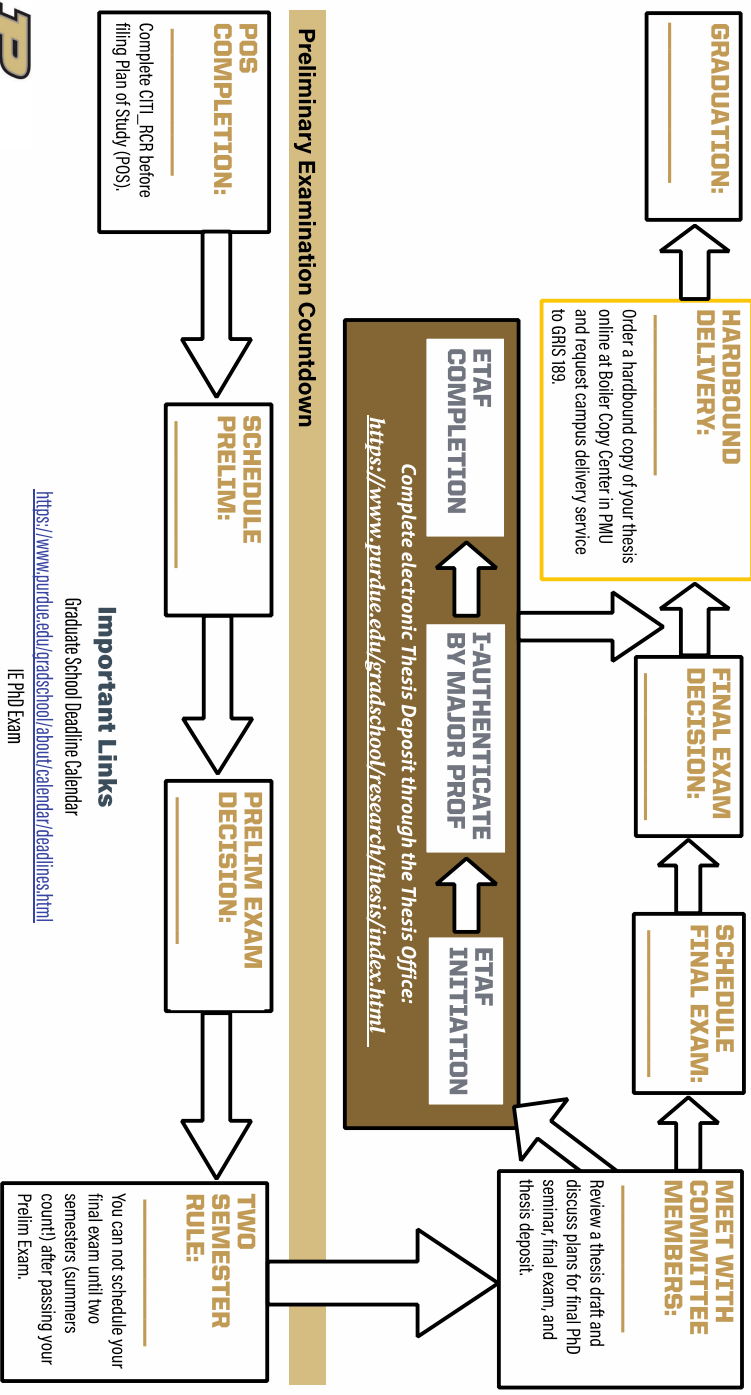 GRADUATION:
HARDBOUND
DELIVERY:
Order a hardbound copy of your thesis
online at Boiler Copy Center in PMU
and request campus delivery service
to GRIS 189.
FINAL EXAM
DECISION:
SCHEDULE
FINAL EXAM:
MEET WITH
COMMITTEE
MEMBERS:
Review a thesis draft and
discuss plans for final PhD
seminar, final exam, and
thesis deposit.
ETAF
COMPLETION
I-AUTHENTICATE
BY MAJOR PROF
ETAF
INITIATION
Complete electronic Thesis Deposit through the Thesis Office:
https://www.purdue.edu/gradschool/research/thesis/index.html
Preliminary Examination Countdown
POS
COMPLETION:
Complete CITI_RCR before
filing Plan of Study (POS).
SCHEDULE
PRELIM:
PRELIM EXAM
DECISION:
TWO
SEMESTER
RULE:
You can not schedule your
final exam until two
semesters (summers
count!) after passing your
Prelim Exam.
Important Links
Graduate School Deadline Calendar
https://www.purdue.edu/gradschool/about/calendar/deadlines.html
IE PhD Exam
P